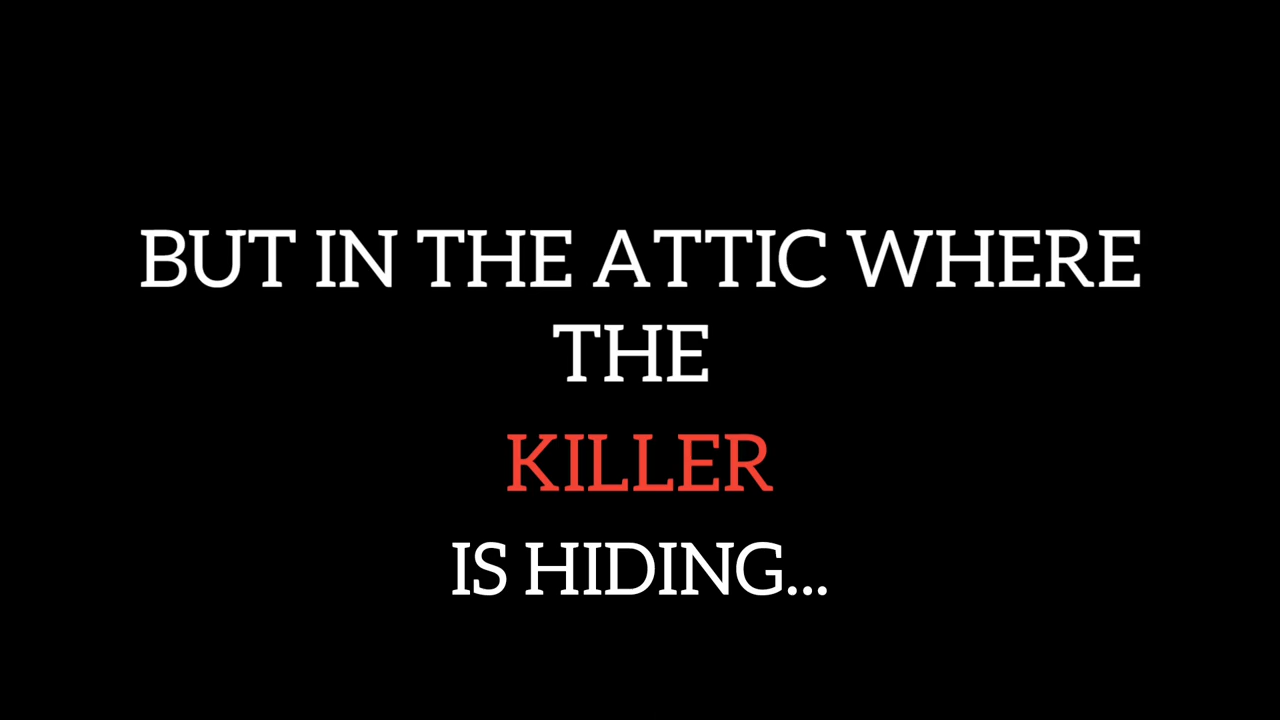 BUT IN THE ATTIC WHERE
THE
KILLER
IS HIDING...